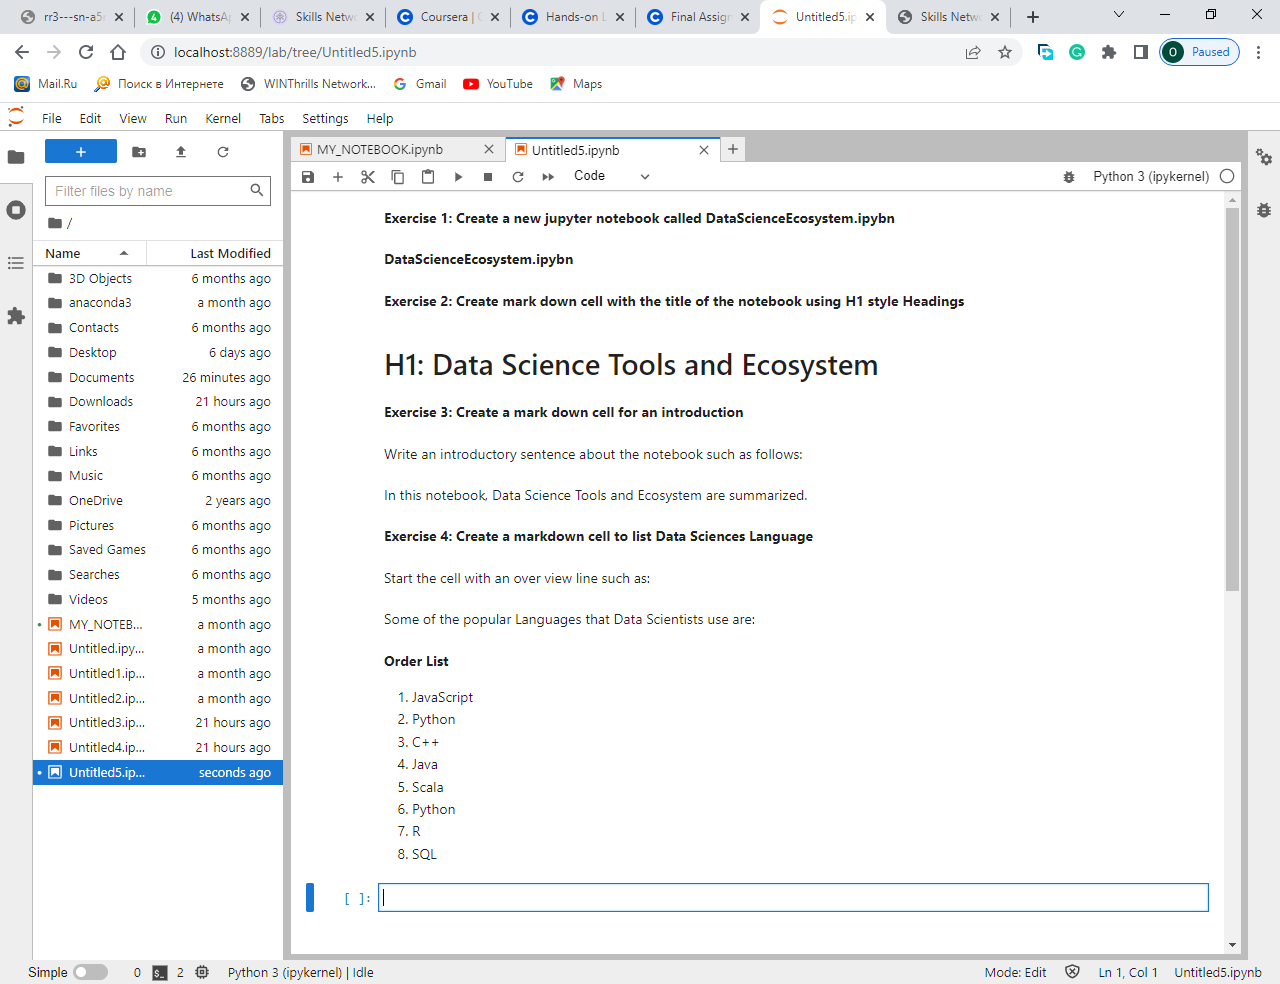 rr3---sn-a5
(4) WhatsA
Skills Netw
Coursera | C
Hands-on L
Final Assig
Untitled5.ip
Skills Netw
localhost:8889/lab/tree/Untitled5.ipynb
O Paused
Mail.Ru
Поиск в Интернете
WINThrills Network...
Gmail
YouTube
Maps
File Edit View Run Kernel Tabs Settings Help
Filter files by name
/
Name Last Modified
3D Objects 6 months ago
anaconda3 a month ago
Contacts 6 months ago
Desktop 6 days ago
Documents 26 minutes ago
Downloads 21 hours ago
Favorites 6 months ago
Links 6 months ago
Music 6 months ago
OneDrive 2 years ago
Pictures 6 months ago
Saved Games 6 months ago
Searches 6 months ago
Videos 5 months ago
MY_NOTEB... a month ago
Untitled.ipy... a month ago
Untitled1.ip... a month ago
Untitled2.ip... a month ago
Untitled3.ip... 21 hours ago
Untitled4.ip... 21 hours ago
Untitled5.ip... seconds ago
MY_NOTEBOOK.ipynb
Untitled5.ipynb
Code
Python 3 (ipykernel)
Exercise 1: Create a new jupyter notebook called DataScienceEcosystem.ipybn
DataScienceEcosystem.ipybn
Exercise 2: Create mark down cell with the title of the notebook using H1 style Headings
H1: Data Science Tools and Ecosystem
Exercise 3: Create a mark down cell for an introduction
Write an introductory sentence about the notebook such as follows:
In this notebook, Data Science Tools and Ecosystem are summarized.
Exercise 4: Create a markdown cell to list Data Sciences Language
Start the cell with an over view line such as:
Some of the popular Languages that Data Scientists use are:
Order List
1. JavaScript
2. Python
3. C++
4. Java
5. Scala
6. Python
7. R
8. SQL
[ ]:
Simple 0 2 Python 3 (ipykernel) | Idle
Mode: Edit Ln 1, Col 1 Untitled5.ipynb